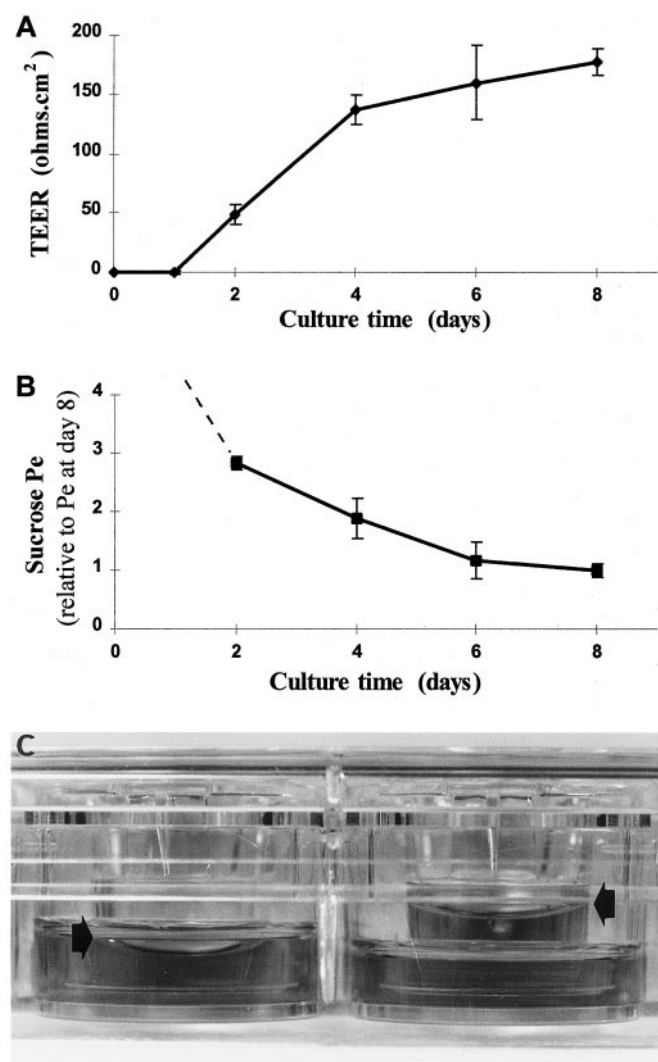 A
TEER (ohms.cm²)
200
150
100
50
0
0 2 4 6 8
Culture time (days)
B
Sucrose Pe
(relative to Pe at day 8)
4
3
2
1
0
0 2 4 6 8
Culture time (days)
C